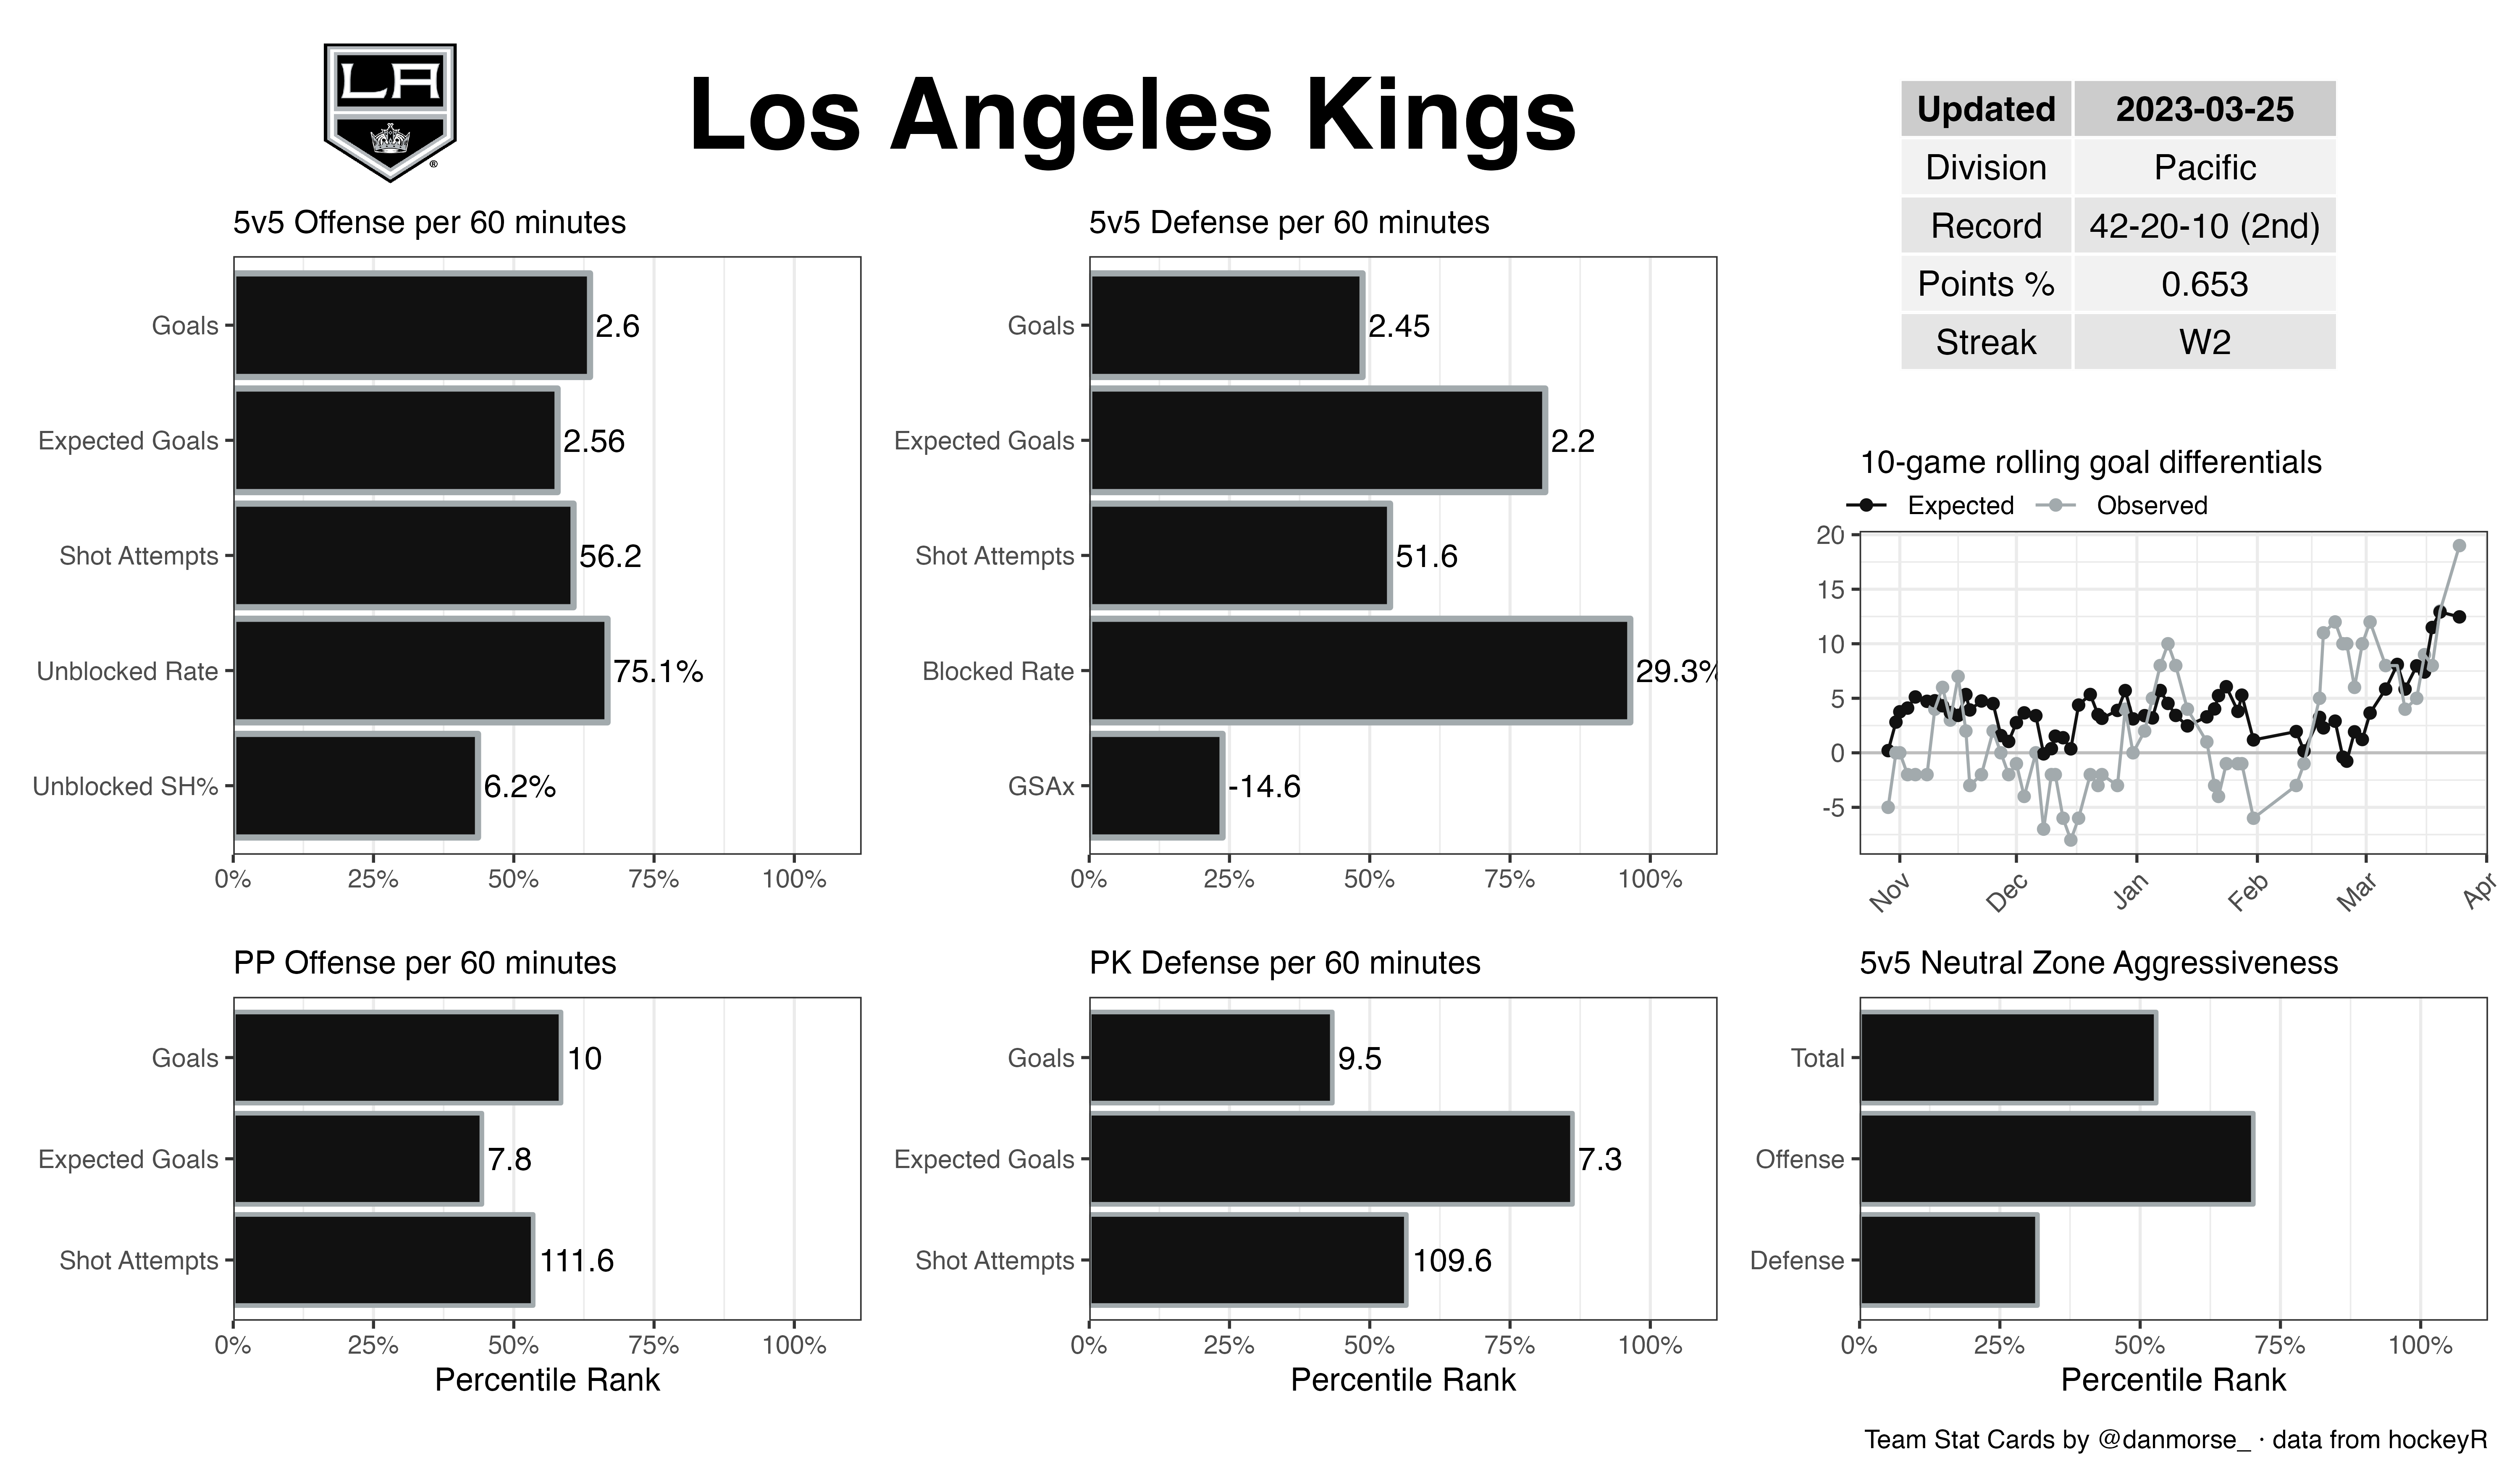 LA
®
Los Angeles Kings
Updated 2023-03-25
Division Pacific
Record 42-20-10 (2nd)
Points % 0.653
Streak W2
5v5 Offense per 60 minutes
Goals 2.6
Expected Goals 2.56
Shot Attempts 56.2
Unblocked Rate 75.1%
Unblocked SH% 6.2%
0% 25% 50% 75% 100%
5v5 Defense per 60 minutes
Goals 2.45
Expected Goals 2.2
Shot Attempts 51.6
Blocked Rate 29.3%
GSAx -14.6
0% 25% 50% 75% 100%
10-game rolling goal differentials
Expected Observed
20
15
10
5
0
-5
Nov Dec Jan Feb Mar Apr
PP Offense per 60 minutes
Goals 10
Expected Goals 7.8
Shot Attempts 111.6
0% 25% 50% 75% 100%
Percentile Rank
PK Defense per 60 minutes
Goals 9.5
Expected Goals 7.3
Shot Attempts 109.6
0% 25% 50% 75% 100%
Percentile Rank
5v5 Neutral Zone Aggressiveness
Total
Offense
Defense
0% 25% 50% 75% 100%
Percentile Rank
Team Stat Cards by @danmorse_ · data from hockeyR